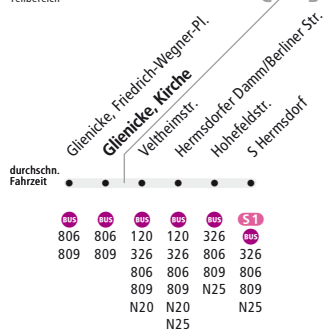 Teilbereich
Glienicke, Friedrich-Wegner-Pl.
Glienicke, Kirche
Veltheimstr.
Hermsdorfer Damm/Berliner Str.
Hohefeldstr.
S Hermsdorf
durchschn.
Fahrzeit
BUS BUS BUS BUS BUS S1
806 806 120 120 326 BUS
809 809 326 326 806 326
806 806 809 806
809 809 N25 809
N20 N20 N25
N25